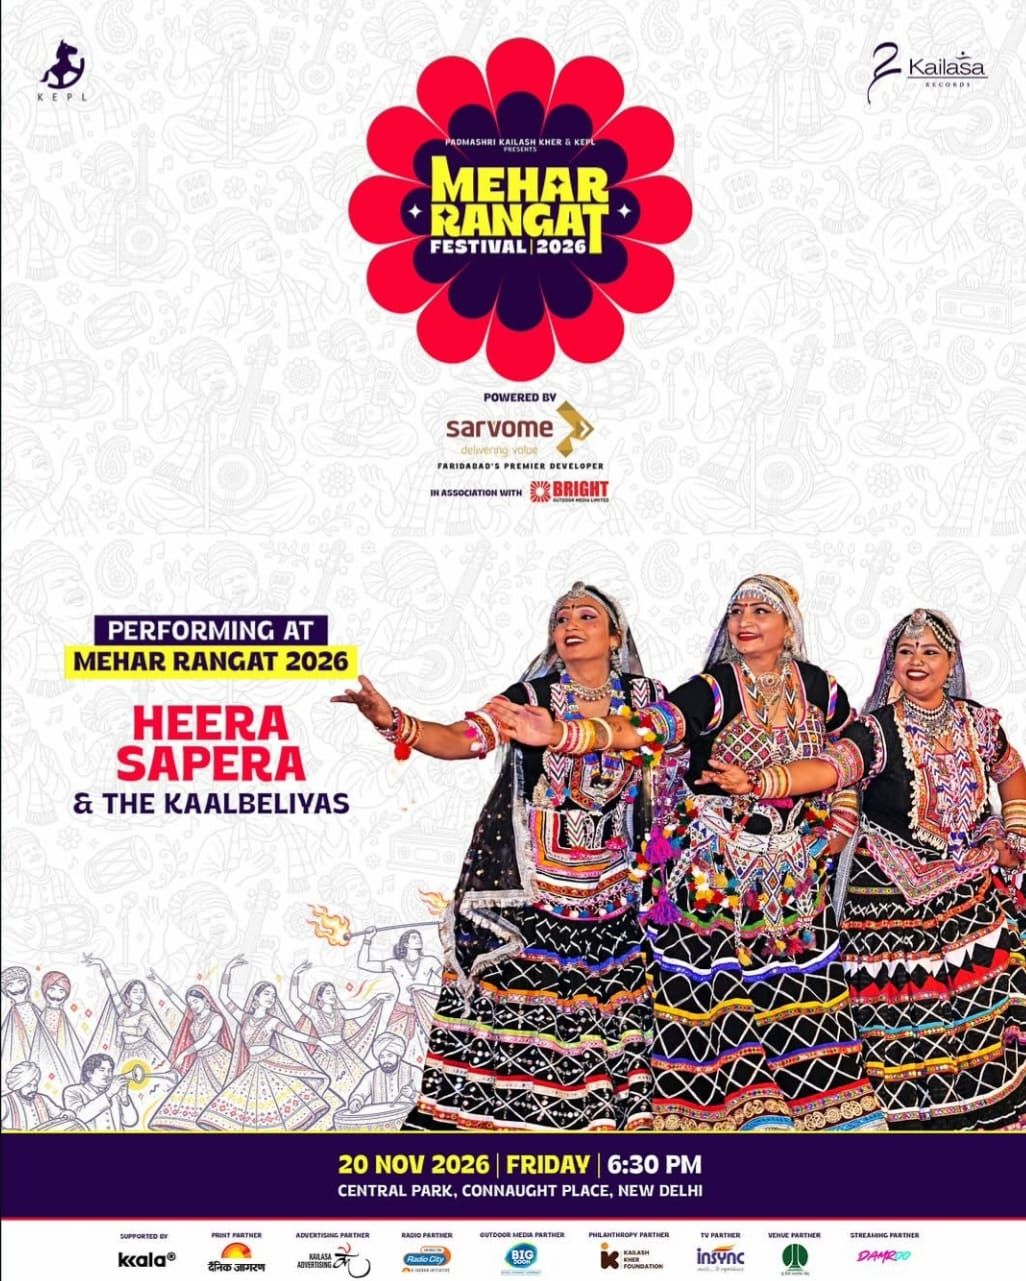 KEPL
Kailasa
RECORDS
PADMASHRI KAILASH KHER & KEPL
PRESENTS
MEHAR
RANGAT
FESTIVAL | 2026
POWERED BY
sarvome
delivering value
FARIDABAD'S PREMIER DEVELOPER
IN ASSOCIATION WITH BRIGHT
OUTDOOR MEDIA LIMITED
PERFORMING AT
MEHAR RANGAT 2026
HEERA
SAPERA
& THE KAALBELIYAS
20 NOV 2026 | FRIDAY | 6:30 PM
CENTRAL PARK, CONNAUGHT PLACE, NEW DELHI
SUPPORTED BY
kkala®
PRINT PARTNER
दैनिक जागरण
ADVERTISING PARTNER
KAILASA
ADVERTISING
RADIO PARTNER
Radio City
A JAGRAN INITIATIVE
OUTDOOR MEDIA PARTNER
BIG
DOOH
PHILANTHROPY PARTNER
KAILASH
KHER
FOUNDATION
TV PARTNER
insync
VENUE PARTNER
STREAMING PARTNER
DAMROO